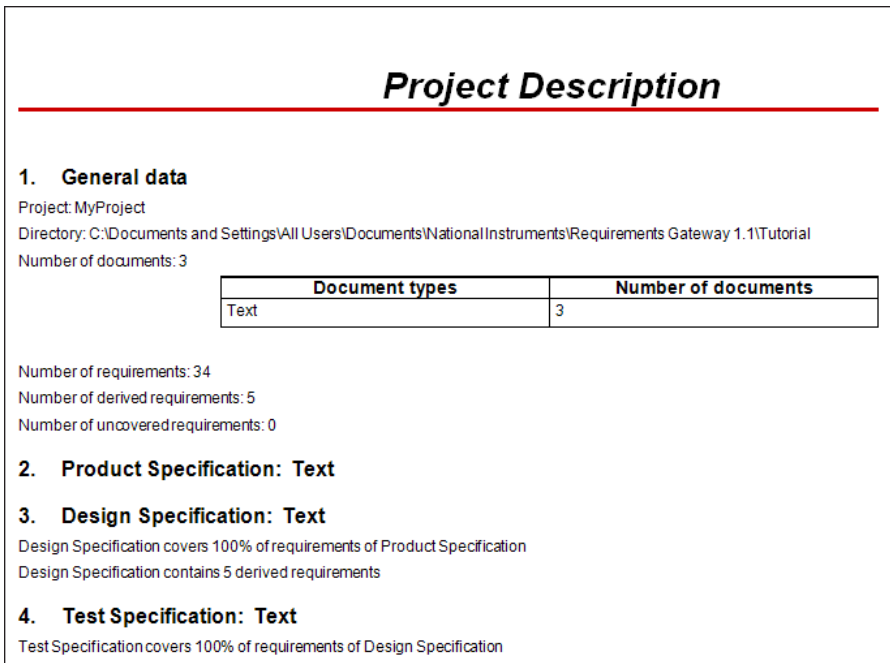 Project Description
1. General data
Project: MyProject
Directory: C:\Documents and Settings\All Users\Documents\National Instruments\Requirements Gateway 1.1\Tutorial
Number of documents: 3
Document types Number of documents
Text 3
Number of requirements: 34
Number of derived requirements: 5
Number of uncovered requirements: 0
2. Product Specification: Text
3. Design Specification: Text
Design Specification covers 100% of requirements of Product Specification
Design Specification contains 5 derived requirements
4. Test Specification: Text
Test Specification covers 100% of requirements of Design Specification